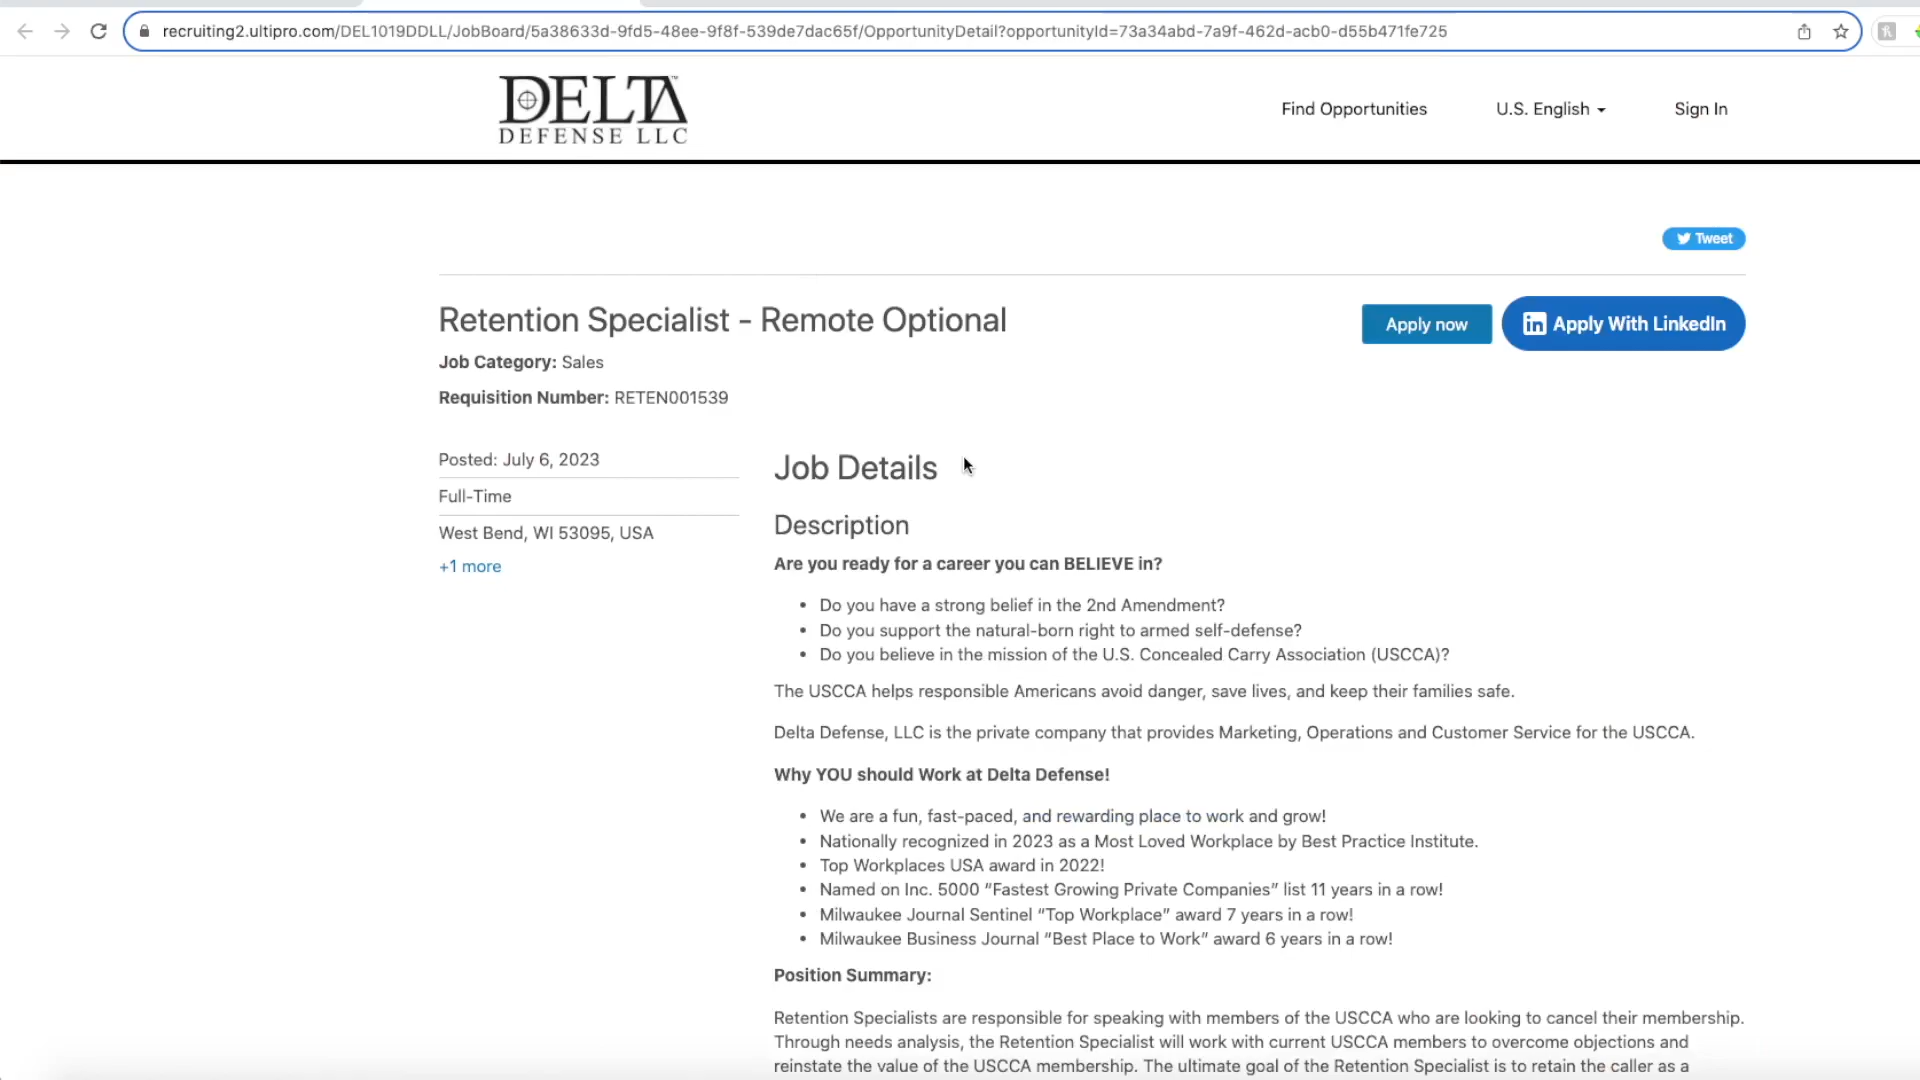 recruiting2.ultipro.com/DEL1019DDLL/JobBoard/5a38633d-9fd5-48ee-9f8f-539de7dac65f/OpportunityDetail?opportunityId=73a34abd-7a9f-462d-acb0-d55b471fe725
DELTA™
DEFENSE LLC
Find Opportunities
U.S. English
Sign In
Tweet
Retention Specialist - Remote Optional
Apply now
in Apply With LinkedIn
Job Category: Sales
Requisition Number: RETEN001539
Posted: July 6, 2023
Full-Time
West Bend, WI 53095, USA
+1 more
Job Details
Description
Are you ready for a career you can BELIEVE in?
• Do you have a strong belief in the 2nd Amendment?
• Do you support the natural-born right to armed self-defense?
• Do you believe in the mission of the U.S. Concealed Carry Association (USCCA)?
The USCCA helps responsible Americans avoid danger, save lives, and keep their families safe.
Delta Defense, LLC is the private company that provides Marketing, Operations and Customer Service for the USCCA.
Why YOU should Work at Delta Defense!
• We are a fun, fast-paced, and rewarding place to work and grow!
• Nationally recognized in 2023 as a Most Loved Workplace by Best Practice Institute.
• Top Workplaces USA award in 2022!
• Named on Inc. 5000 “Fastest Growing Private Companies” list 11 years in a row!
• Milwaukee Journal Sentinel “Top Workplace” award 7 years in a row!
• Milwaukee Business Journal “Best Place to Work” award 6 years in a row!
Position Summary:
Retention Specialists are responsible for speaking with members of the USCCA who are looking to cancel their membership.
Through needs analysis, the Retention Specialist will work with current USCCA members to overcome objections and
reinstate the value of the USCCA membership. The ultimate goal of the Retention Specialist is to retain the caller as a